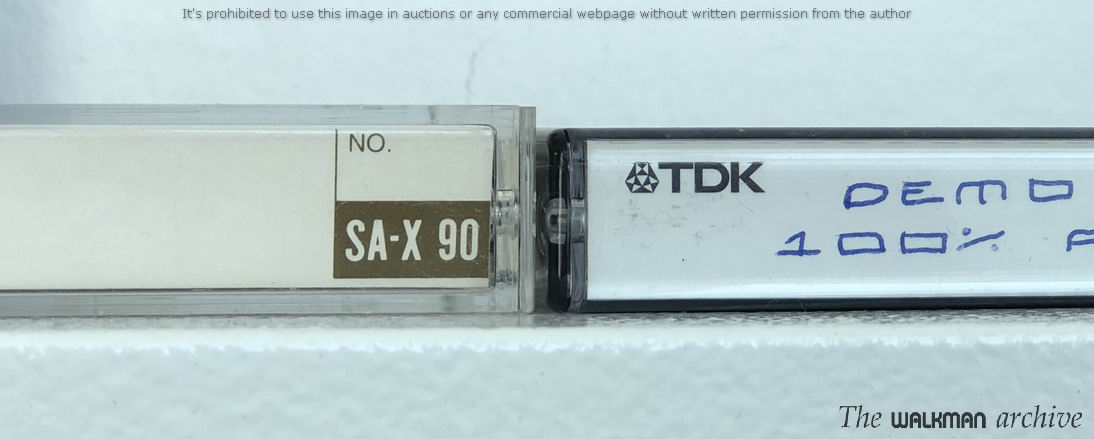 It's prohibited to use this image in auctions or any commercial webpage without written permission from the author
NO.
SA-X 90
TDK
DEMO
100%
The WALKMAN archive